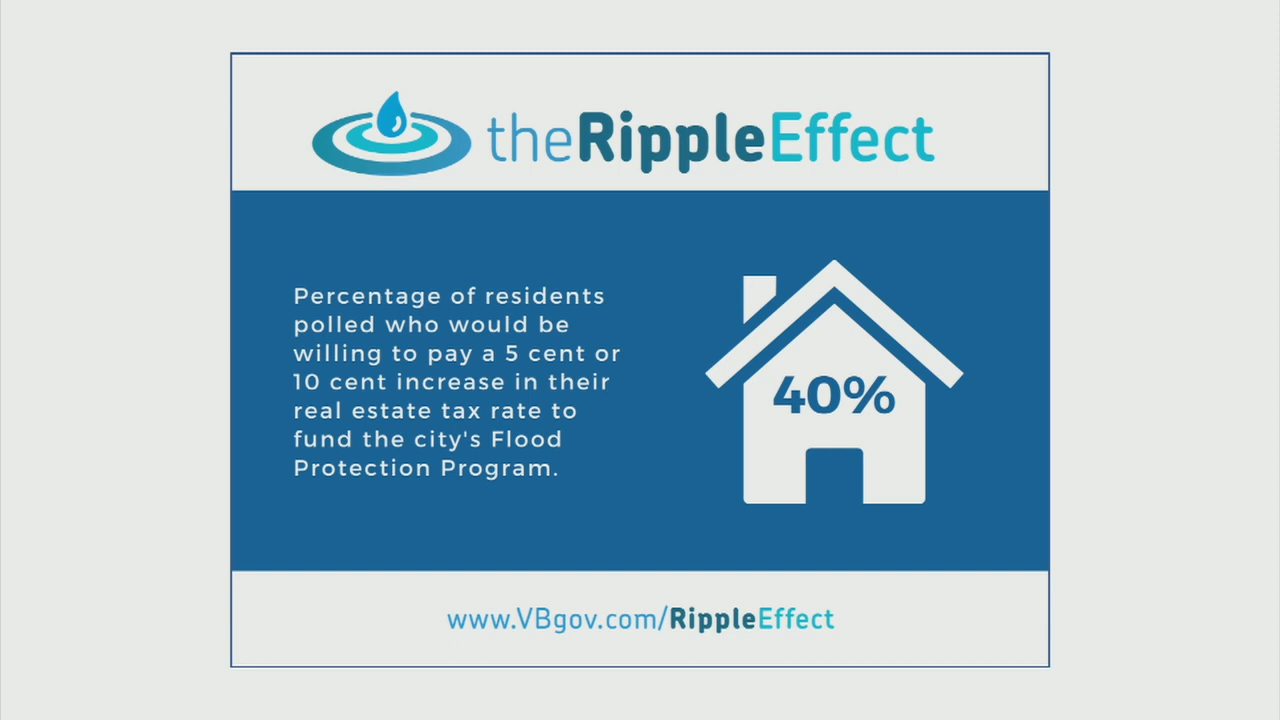 theRippleEffect
Percentage of residents
polled who would be
willing to pay a 5 cent or
10 cent increase in their
real estate tax rate to
fund the city's Flood
Protection Program.
40%
www.VBgov.com/RippleEffect